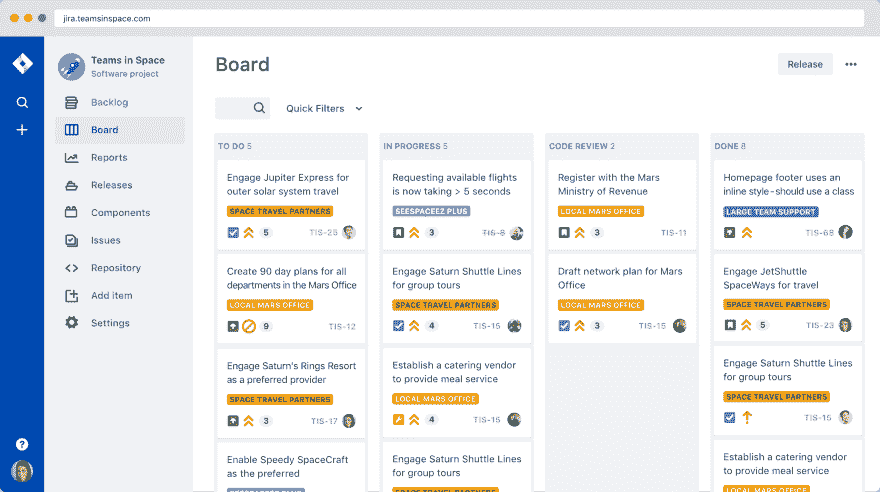 jira.teamsinspace.com
Teams in Space
Software project
Backlog
Board
Reports
Releases
Components
Issues
Repository
Add item
Settings
Board
Release
Quick Filters
TO DO 5
Engage Jupiter Express for
outer solar system travel
SPACE TRAVEL PARTNERS
5
TIS-25
Create 90 day plans for all
departments in the Mars Office
LOCAL MARS OFFICE
9
TIS-12
Engage Saturn's Rings Resort
as a preferred provider
SPACE TRAVEL PARTNERS
3
TIS-17
Enable Speedy SpaceCraft
as the preferred
SEESPACEEZ PLUS
IN PROGRESS 5
Requesting available flights
is now taking > 5 seconds
SEESPACEEZ PLUS
3
TIS-8
Engage Saturn Shuttle Lines
for group tours
SPACE TRAVEL PARTNERS
4
TIS-15
Establish a catering vendor
to provide meal service
LOCAL MARS OFFICE
4
TIS-15
Engage Saturn Shuttle Lines
for group tours
SPACE TRAVEL PARTNERS
CODE REVIEW 2
Register with the Mars
Ministry of Revenue
LOCAL MARS OFFICE
3
TIS-11
Draft network plan for Mars
Office
LOCAL MARS OFFICE
3
TIS-15
DONE 8
Homepage footer uses an
inline style-should use a class
LARGE TEAM SUPPORT
TIS-68
Engage JetShuttle
SpaceWays for travel
SPACE TRAVEL PARTNERS
5
TIS-23
Engage Saturn Shuttle Lines
for group tours
SPACE TRAVEL PARTNERS
TIS-15
Establish a catering vendor
to provide meal service
LOCAL MARS OFFICE